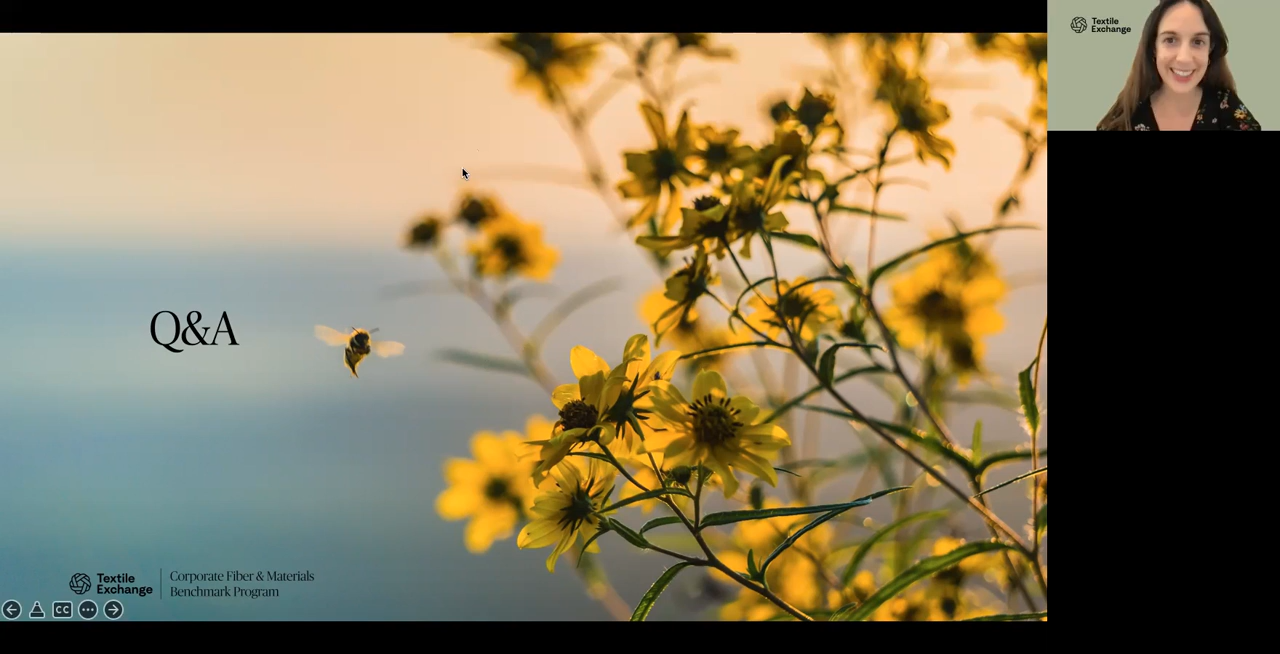 Textile
Exchange
Q&A
Textile
Exchange
Corporate Fiber & Materials
Benchmark Program
CC